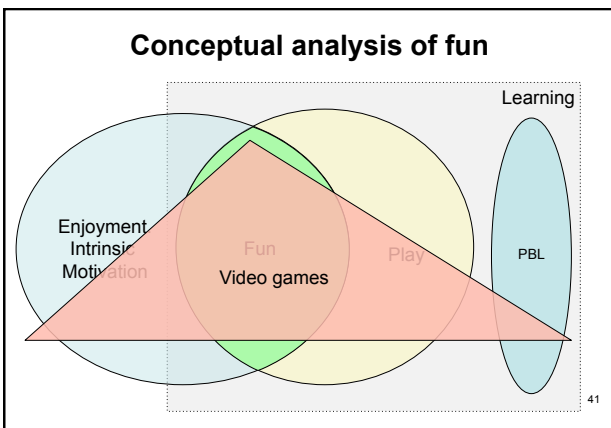 Conceptual analysis of fun
Learning
Enjoyment
Intrinsic
Motivation
Fun
Play
PBL
Video games
41